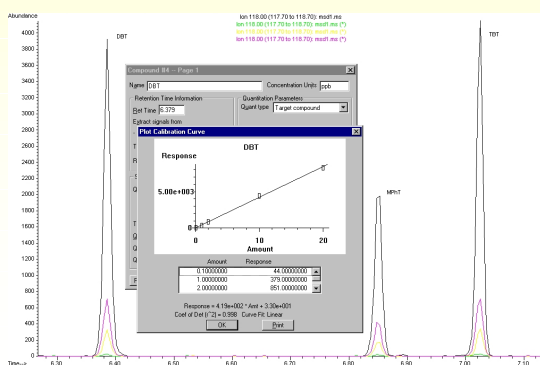 Abundance
Ion 118.00 (117.70 to 118.70): msd1.ms
Ion 118.00 (117.70 to 118.70): msd1.ms (*)
Ion 118.00 (117.70 to 118.70): msd1.ms (*)
Ion 118.00 (117.70 to 118.70): msd1.ms (*)
4000
3800
3600
3400
3200
3000
2800
2600
2400
2200
2000
1800
1600
1400
1200
1000
800
600
400
200
0
DBT
TBT
MPhT
Compound #4 -- Page 1
Name DBT
Concentration Units: ppb
Retention Time Information
Quantitation Parameters
Ret Time 6.379
Quant type Target compound
Extract signals from
Plot Calibration Curve
DBT
Response
5.00e+003
0
0 10 20
Amount
Amount Response
0.10000000 44.00000000
1.00000000 379.00000000
2.00000000 851.00000000
Response = 4.19e+002 * Amt + 3.30e+001
Coef of Det (r^2) = 0.998 Curve Fit: Linear
OK Print
Time--> 6.30 6.40 6.50 6.60 6.70 6.80 6.90 7.00 7.10